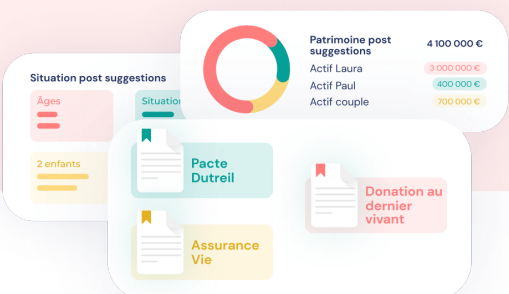 Patrimoine post
suggestions
4 100 000 €
Actif Laura
3 000 000 €
Actif Paul
400 000 €
Actif couple
700 000 €
Situation post suggestions
Âges
Situation
2 enfants
Pacte
Dutreil
Assurance
Vie
Donation au
dernier
vivant